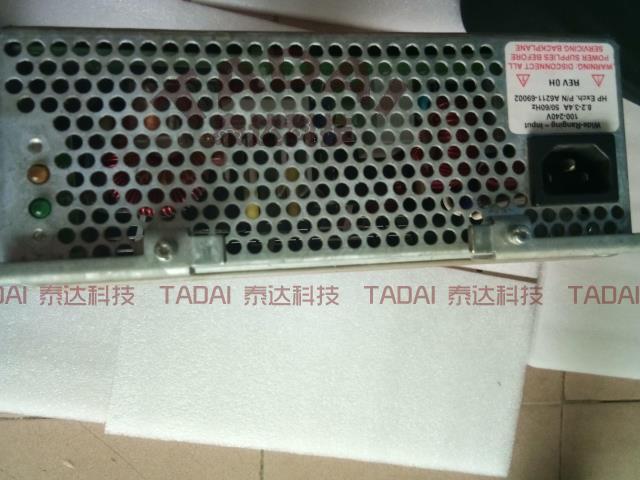 Wide-Ranging ~ Input
100-240V
6.2-3.4A 50/60Hz
HP Exch. P/N A6211-69002
REV 0H
WARNING: DISCONNECT ALL
POWER SUPPLIES BEFORE
SERVICING BACKPLANE
TADAI 泰达科技 TADAI 泰达科技 TADAI 泰达科技 TADAI